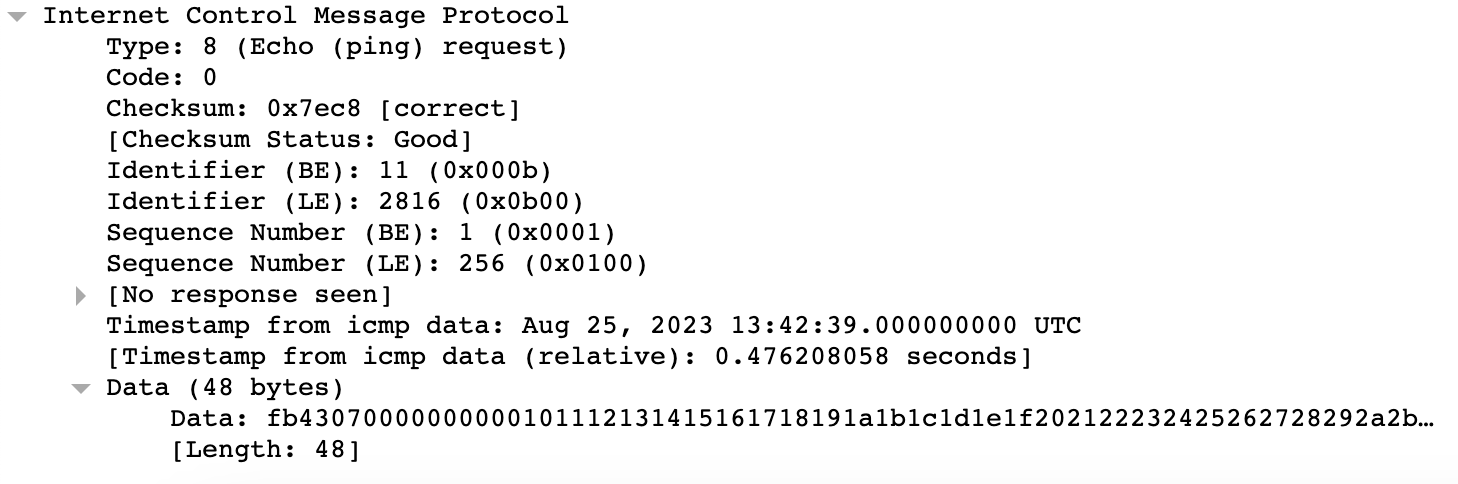 Internet Control Message Protocol
Type: 8 (Echo (ping) request)
Code: 0
Checksum: 0x7ec8 [correct]
[Checksum Status: Good]
Identifier (BE): 11 (0x000b)
Identifier (LE): 2816 (0x0b00)
Sequence Number (BE): 1 (0x0001)
Sequence Number (LE): 256 (0x0100)
[No response seen]
Timestamp from icmp data: Aug 25, 2023 13:42:39.000000000 UTC
[Timestamp from icmp data (relative): 0.476208058 seconds]
Data (48 bytes)
Data: fb43070000000000101112131415161718191a1b1c1d1e1f202122232425262728292a2b…
[Length: 48]